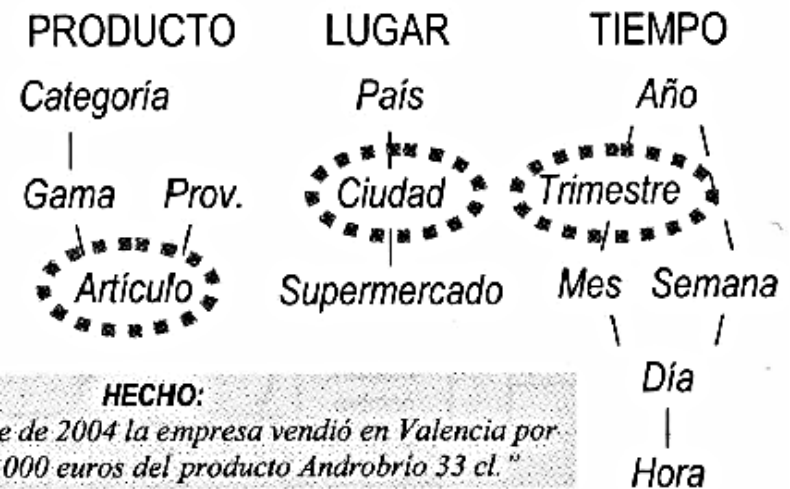 PRODUCTO LUGAR TIEMPO
Categoría País Año
Gama Prov. Ciudad Trimestre
Artículo Supermercado Mes Semana
Día
HECHO:
de 2004 la empresa vendió en Valencia por
000 euros del producto Androbrio 33 cl."
Hora